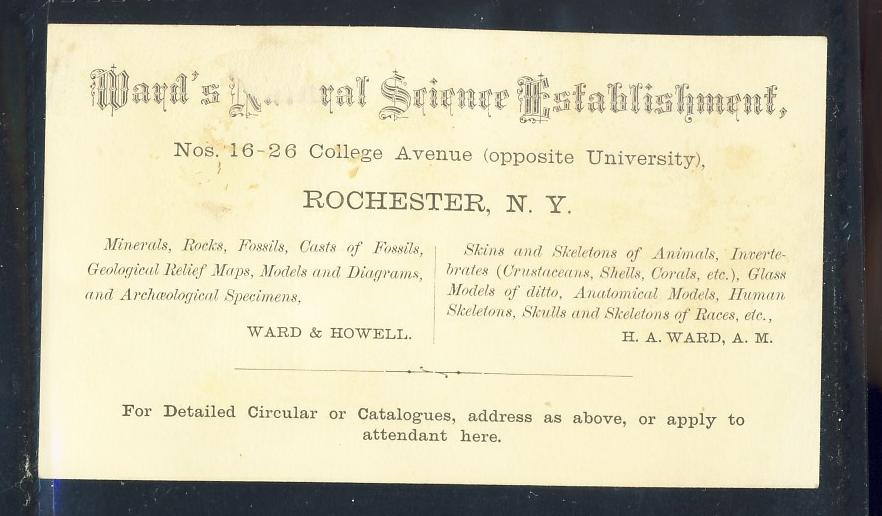 Ward's Natural Science Establishment,
Nos. 16-26 College Avenue (opposite University),
ROCHESTER, N. Y.
Minerals, Rocks, Fossils, Casts of Fossils,
Geological Relief Maps, Models and Diagrams,
and Archæological Specimens,
WARD & HOWELL.
Skins and Skeletons of Animals, Inverte-
brates (Crustaceans, Shells, Corals, etc.), Glass
Models of ditto, Anatomical Models, Human
Skeletons, Skulls and Skeletons of Races, etc.,
H. A. WARD, A. M.
For Detailed Circular or Catalogues, address as above, or apply to
attendant here.